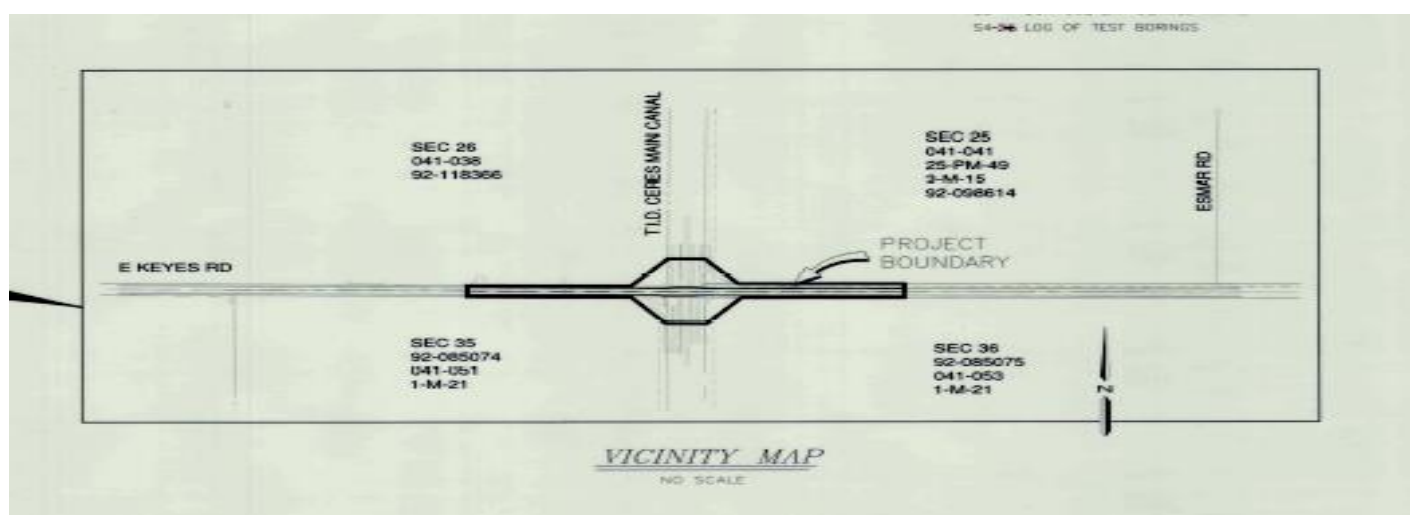 S4-36 LOG OF TEST BORINGS
T.I.D. CERES MAIN CANAL
SEC 26
041-038
92-118366
SEC 25
041-041
25-PM-49
3-M-15
92-098614
ESMAR RD
E KEYES RD
PROJECT
BOUNDARY
SEC 35
92-085074
041-051
1-M-21
SEC 36
92-085075
041-053
1-M-21
N
VICINITY MAP
NO SCALE